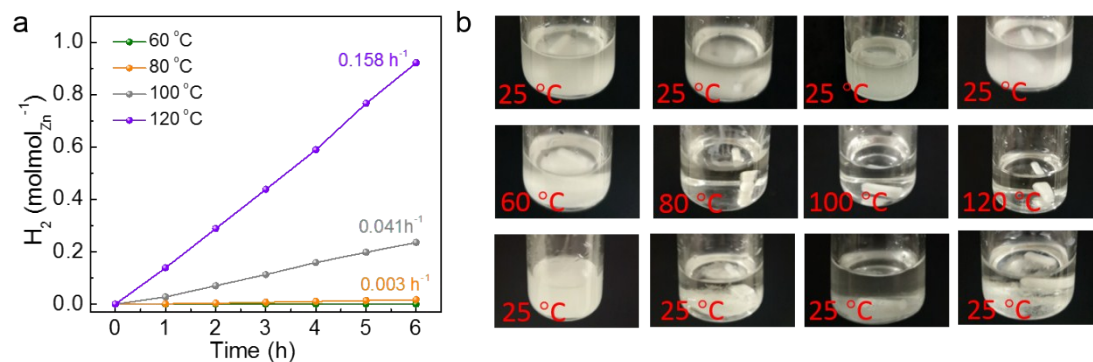 a
60 °C
80 °C
100 °C
120 °C
H₂ (molmol_Zn⁻¹)
1.0
0.8
0.6
0.4
0.2
0.0
0.158 h⁻¹
0.041h⁻¹
0.003 h⁻¹
0 1 2 3 4 5 6
Time (h)
b
25 °C 25 °C 25 °C 25 °C
60 °C 80 °C 100 °C 120 °C
25 °C 25 °C 25 °C 25 °C